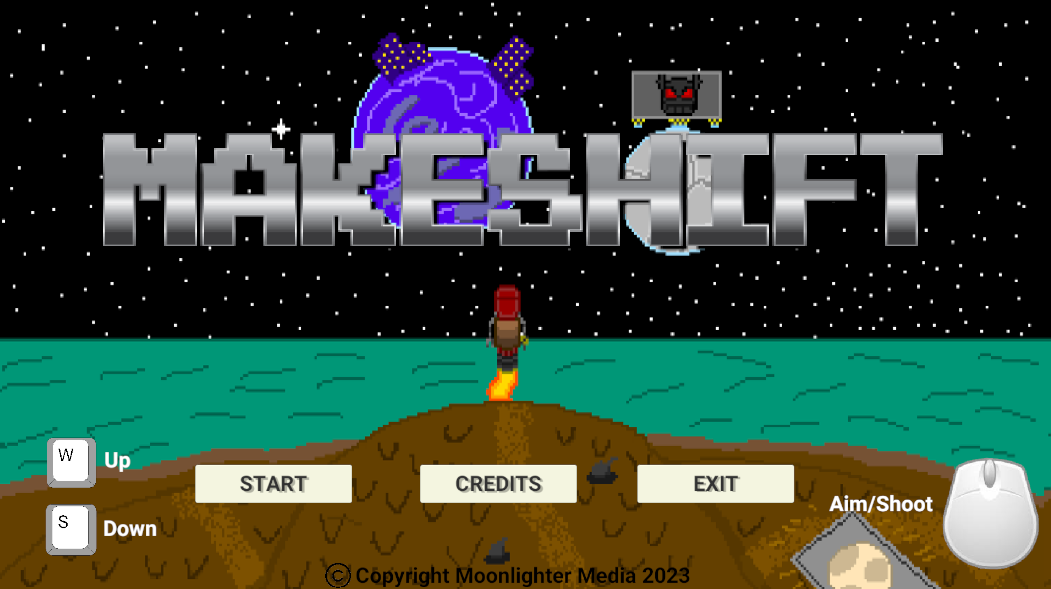 MAKESHIFT
W Up
START CREDITS EXIT
Aim/Shoot
S Down
© Copyright Moonlighter Media 2023